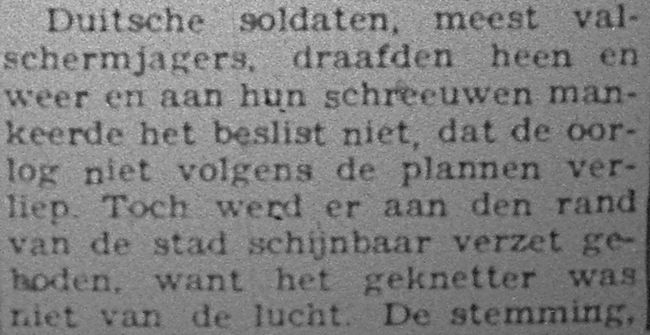 Duitsche soldaten, meest val-
schermjagers, draafden heen en
weer en aan hun schreeuwen man-
keerde het beslist niet, dat de oor-
log niet volgens de plannen ver-
liep. Toch werd er aan den rand
van de stad schijnbaar verzet ge-
boden, want het geknetter was
niet van de lucht. De stemming,